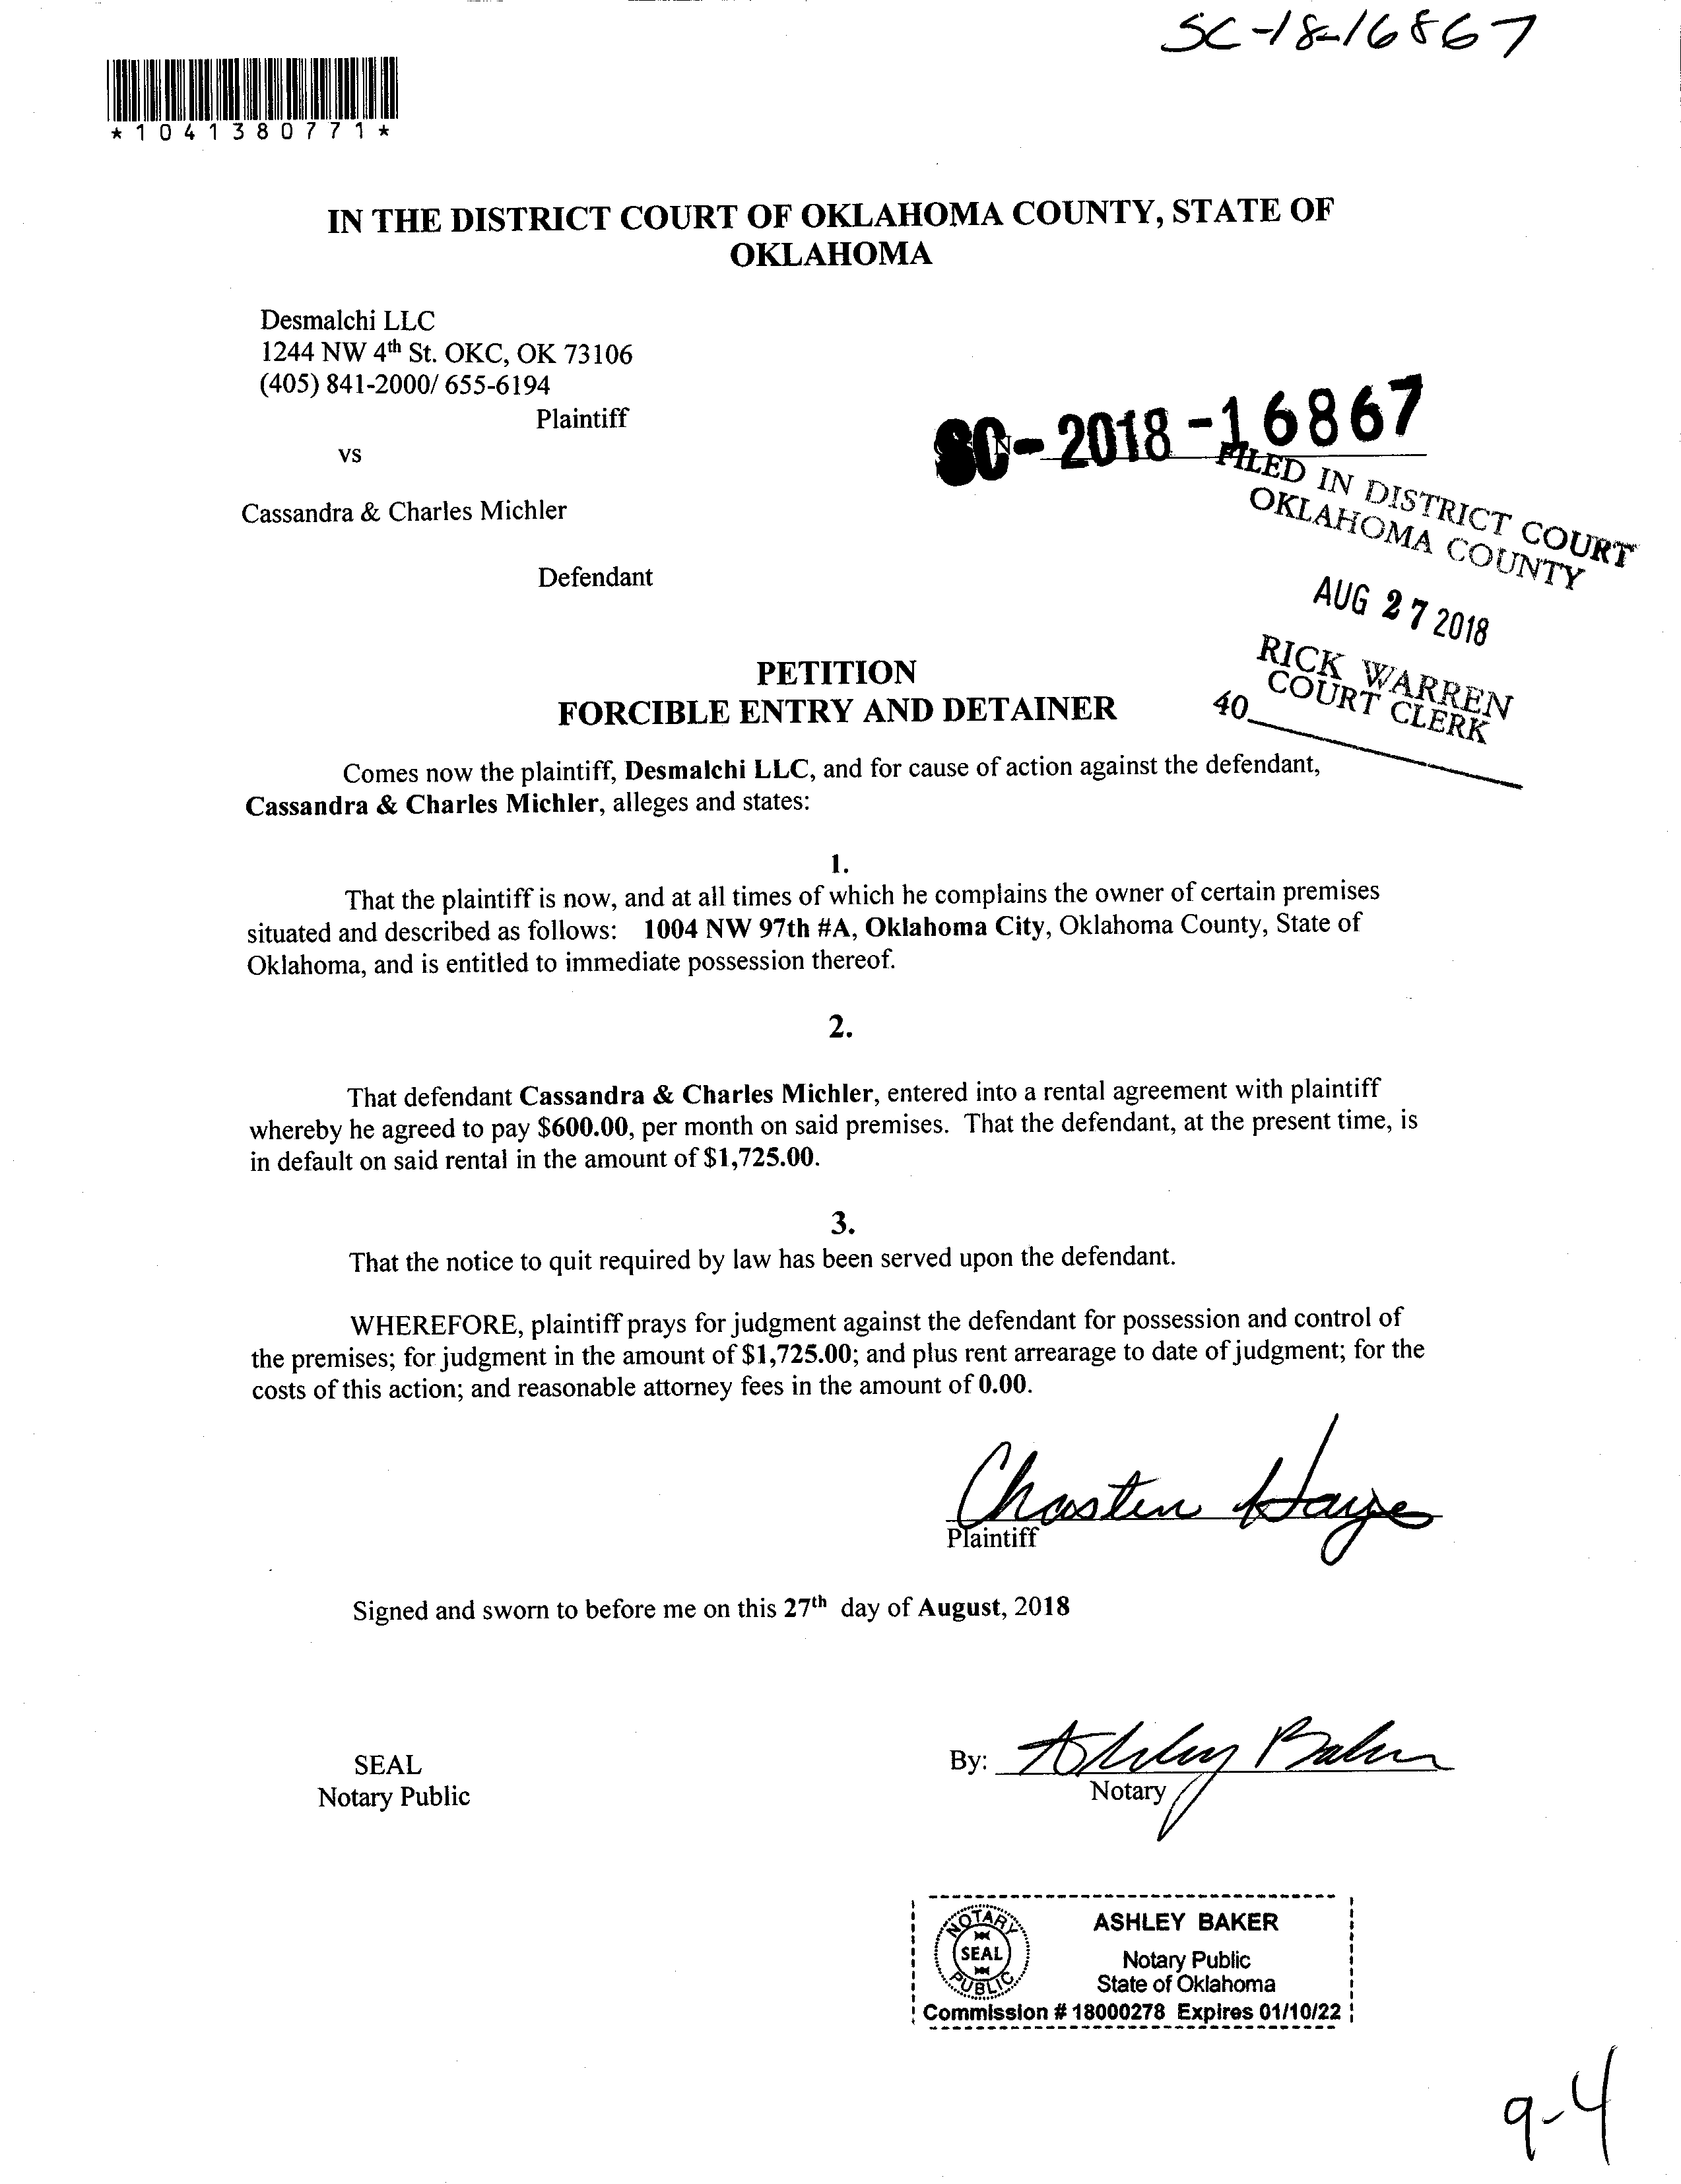 SC-18-16867
*1041380771*
IN THE DISTRICT COURT OF OKLAHOMA COUNTY, STATE OF
OKLAHOMA
Desmalchi LLC
1244 NW 4th St. OKC, OK 73106
(405) 841-2000/ 655-6194
Plaintiff
vs
SC-2018-16867
FILED IN DISTRICT COURT
OKLAHOMA COUNTY
Cassandra & Charles Michler
Defendant
AUG 27 2018
RICK WARREN
COURT CLERK
40
PETITION
FORCIBLE ENTRY AND DETAINER
Comes now the plaintiff, Desmalchi LLC, and for cause of action against the defendant,
Cassandra & Charles Michler, alleges and states:
1.
That the plaintiff is now, and at all times of which he complains the owner of certain premises
situated and described as follows: 1004 NW 97th #A, Oklahoma City, Oklahoma County, State of
Oklahoma, and is entitled to immediate possession thereof.
2.
That defendant Cassandra & Charles Michler, entered into a rental agreement with plaintiff
whereby he agreed to pay $600.00, per month on said premises. That the defendant, at the present time, is
in default on said rental in the amount of $1,725.00.
3.
That the notice to quit required by law has been served upon the defendant.
WHEREFORE, plaintiff prays for judgment against the defendant for possession and control of
the premises; for judgment in the amount of $1,725.00; and plus rent arrearage to date of judgment; for the
costs of this action; and reasonable attorney fees in the amount of 0.00.
Chasten Haye
Plaintiff
Signed and sworn to before me on this 27th day of August, 2018
SEAL
Notary Public
By: Ashley Baker
Notary
NOTARY
SEAL
PUBLIC
ASHLEY BAKER
Notary Public
State of Oklahoma
Commission # 18000278 Expires 01/10/22
9-4